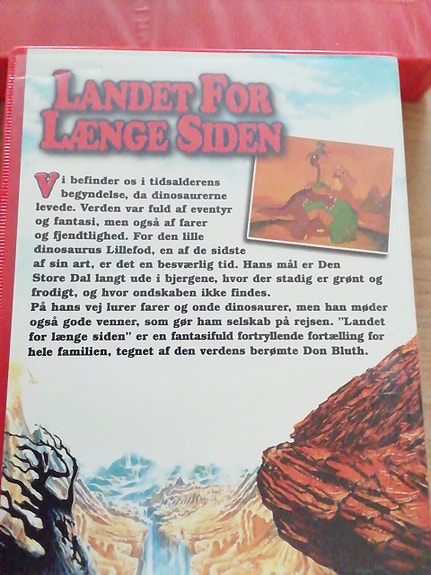 LANDET FOR
LÆNGE SIDEN
Vi befinder os i tidsalderens
begyndelse, da dinosaurerne
levede. Verden var fuld af eventyr
og fantasi, men også af farer
og fjendtlighed. For den lille
dinosaurus Lillefod, en af de sidste
af sin art, er det en besværlig tid. Hans mål er Den
Store Dal langt ude i bjergene, hvor der stadig er grønt og
frodigt, og hvor ondskaben ikke findes.
På hans vej lurer farer og onde dinosaurer, men han møder
også gode venner, som gør ham selskab på rejsen. "Landet
for længe siden" er en fantasifuld fortryllende fortælling for
hele familien, tegnet af den verdens berømte Don Bluth.